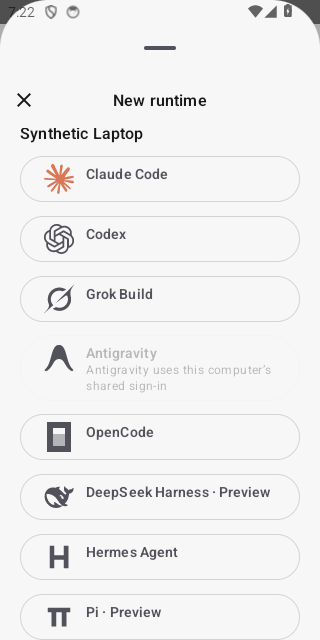 7:22
New runtime
Synthetic Laptop
Claude Code
Codex
Grok Build
Antigravity
Antigravity uses this computer's
shared sign-in
OpenCode
DeepSeek Harness · Preview
Hermes Agent
Pi · Preview